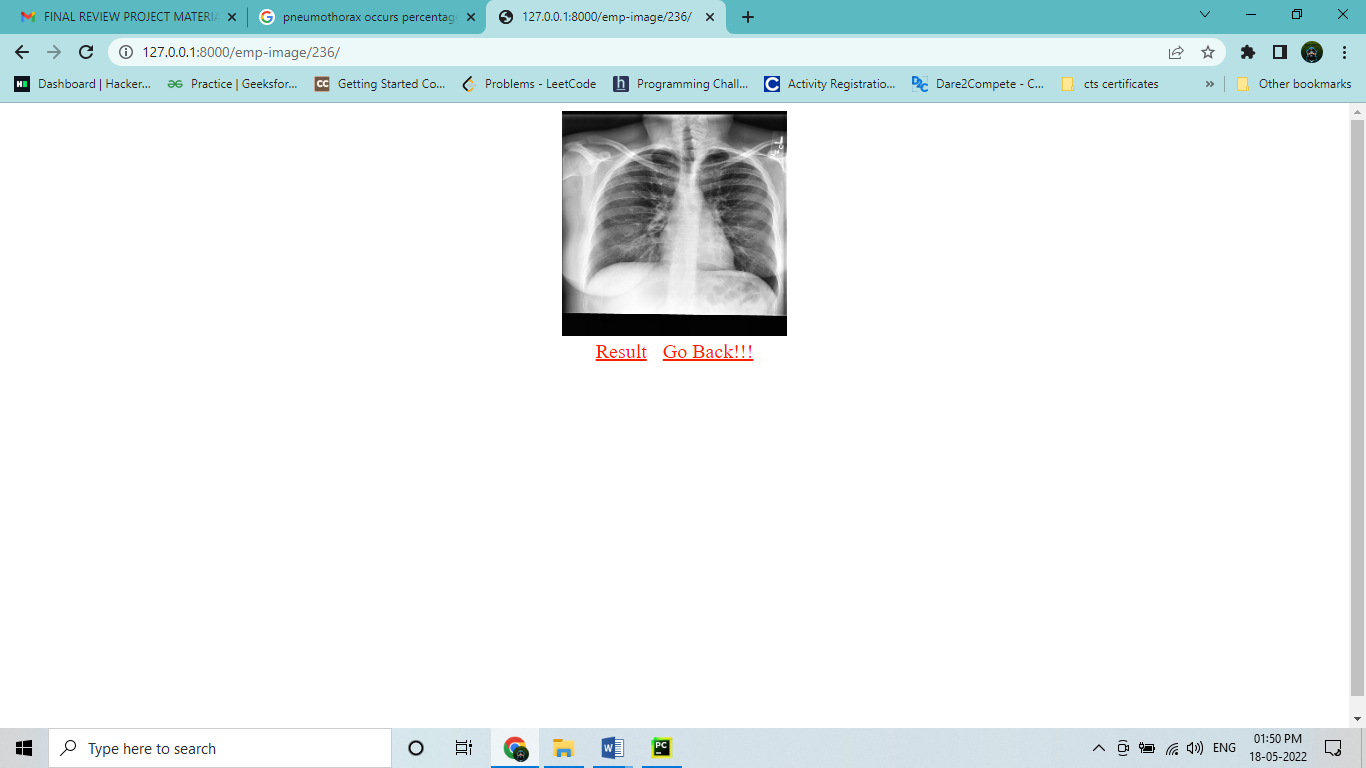 FINAL REVIEW PROJECT MATERIA
pneumothorax occurs percentag
127.0.0.1:8000/emp-image/236/
127.0.0.1:8000/emp-image/236/
Dashboard | Hacker...
Practice | Geeksfor...
CC
Getting Started Co...
Problems - LeetCode
h
Programming Chall...
C
Activity Registratio...
Dare2Compete - C...
cts certificates
»
Other bookmarks
L
Result Go Back!!!
Type here to search
W
PC
ENG
01:50 PM
18-05-2022